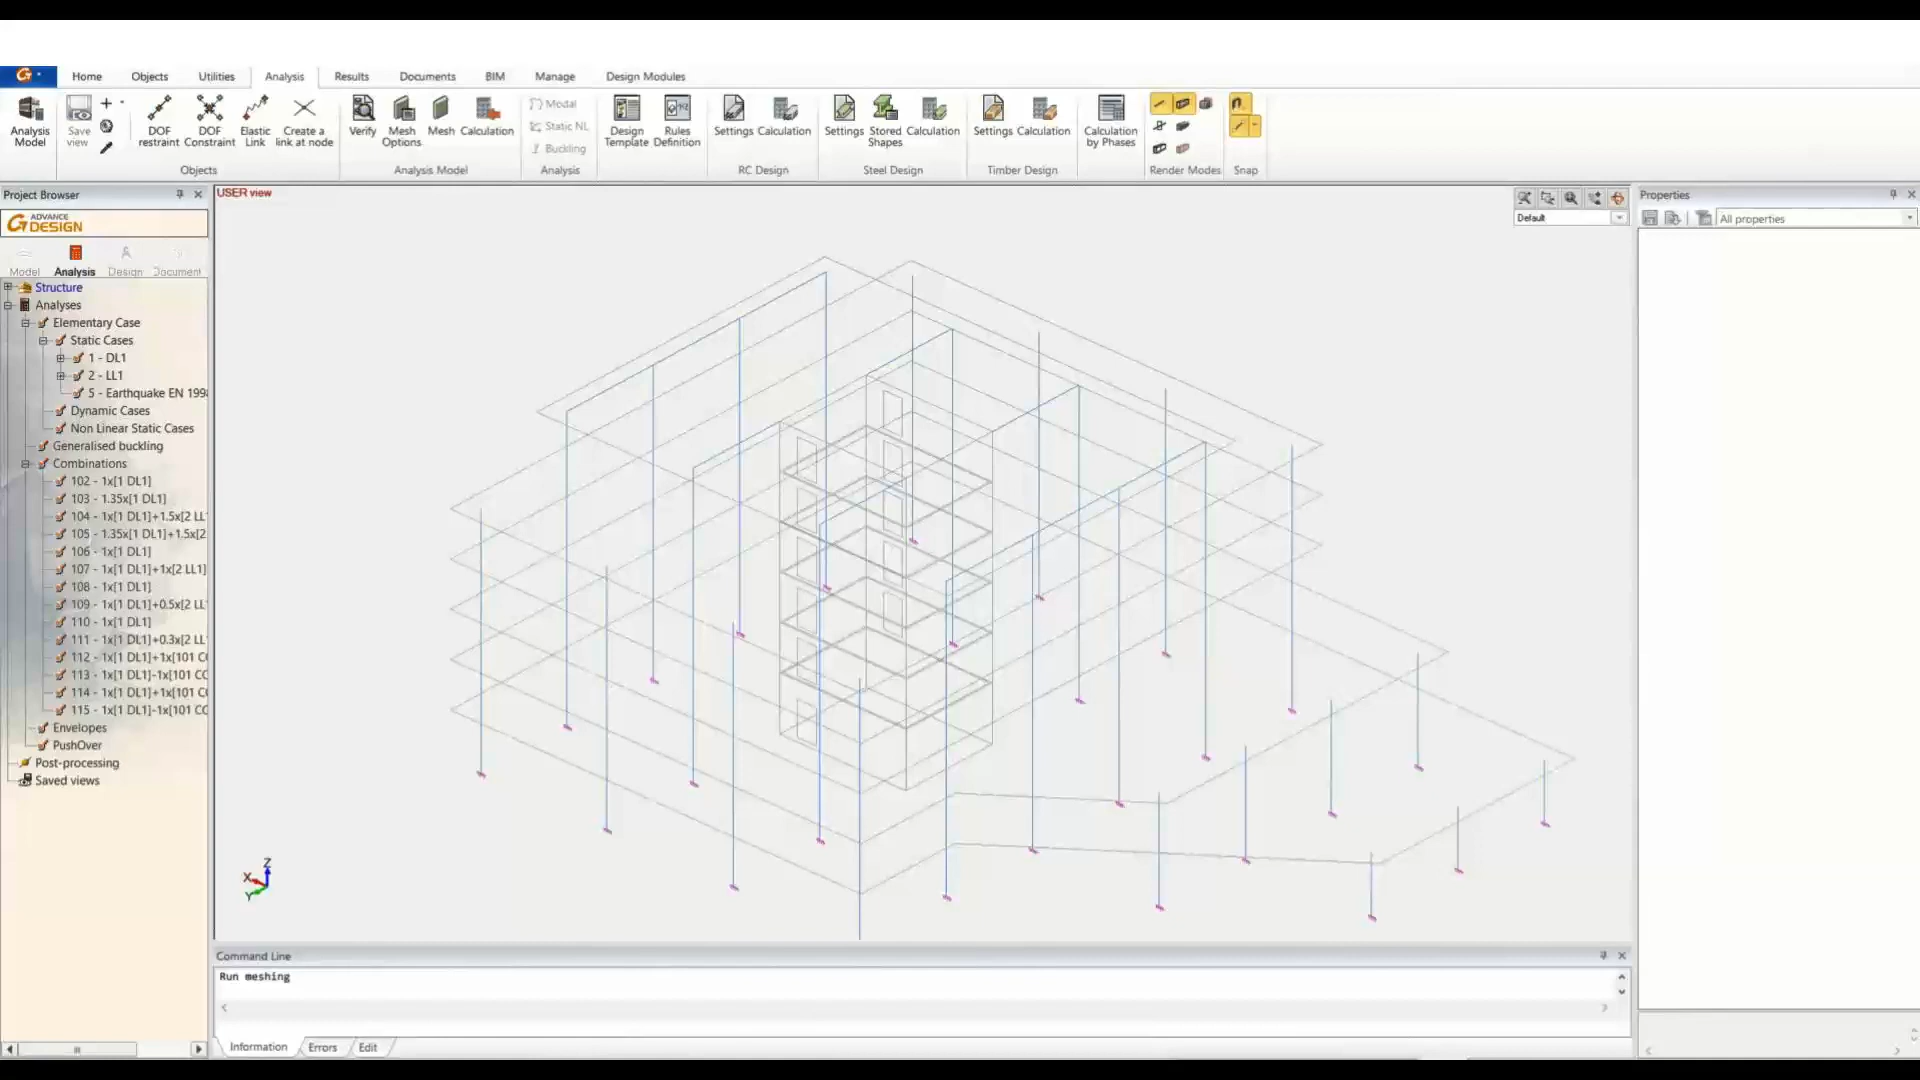 Home Objects Utilities Analysis Results Documents BIM Manage Design Modules
Analysis Model
Save view
DOF restraint
DOF Constraint
Elastic Link
Create a link at node
Objects
Verify
Mesh Options
Mesh
Calculation
Analysis Model
Modal
Static NL
Buckling
Analysis
Design Template
Rules Definition
Settings
Calculation
RC Design
Settings
Stored Shapes
Calculation
Steel Design
Settings
Calculation
Timber Design
Calculation by Phases
Render Modes
Snap
Project Browser
ADVANCE
DESIGN
Model Analysis Design Document
Structure
Analyses
Elementary Case
Static Cases
1 - DL1
2 - LL1
5 - Earthquake EN 199
Dynamic Cases
Non Linear Static Cases
Generalised buckling
Combinations
102 - 1x[1 DL1]
103 - 1.35x[1 DL1]
104 - 1x[1 DL1]+1.5x[2 LL
105 - 1.35x[1 DL1]+1.5x[2
106 - 1x[1 DL1]
107 - 1x[1 DL1]+1x[2 LL1]
108 - 1x[1 DL1]
109 - 1x[1 DL1]+0.5x[2 LL
110 - 1x[1 DL1]
111 - 1x[1 DL1]+0.3x[2 LL
112 - 1x[1 DL1]+1x[101 C
113 - 1x[1 DL1]-1x[101 CC
114 - 1x[1 DL1]+1x[101 C
115 - 1x[1 DL1]-1x[101 CC
Envelopes
PushOver
Post-processing
Saved views
USER view
Default
X
Y
Z
Command Line
Run meshing
Information Errors Edit
Properties
All properties